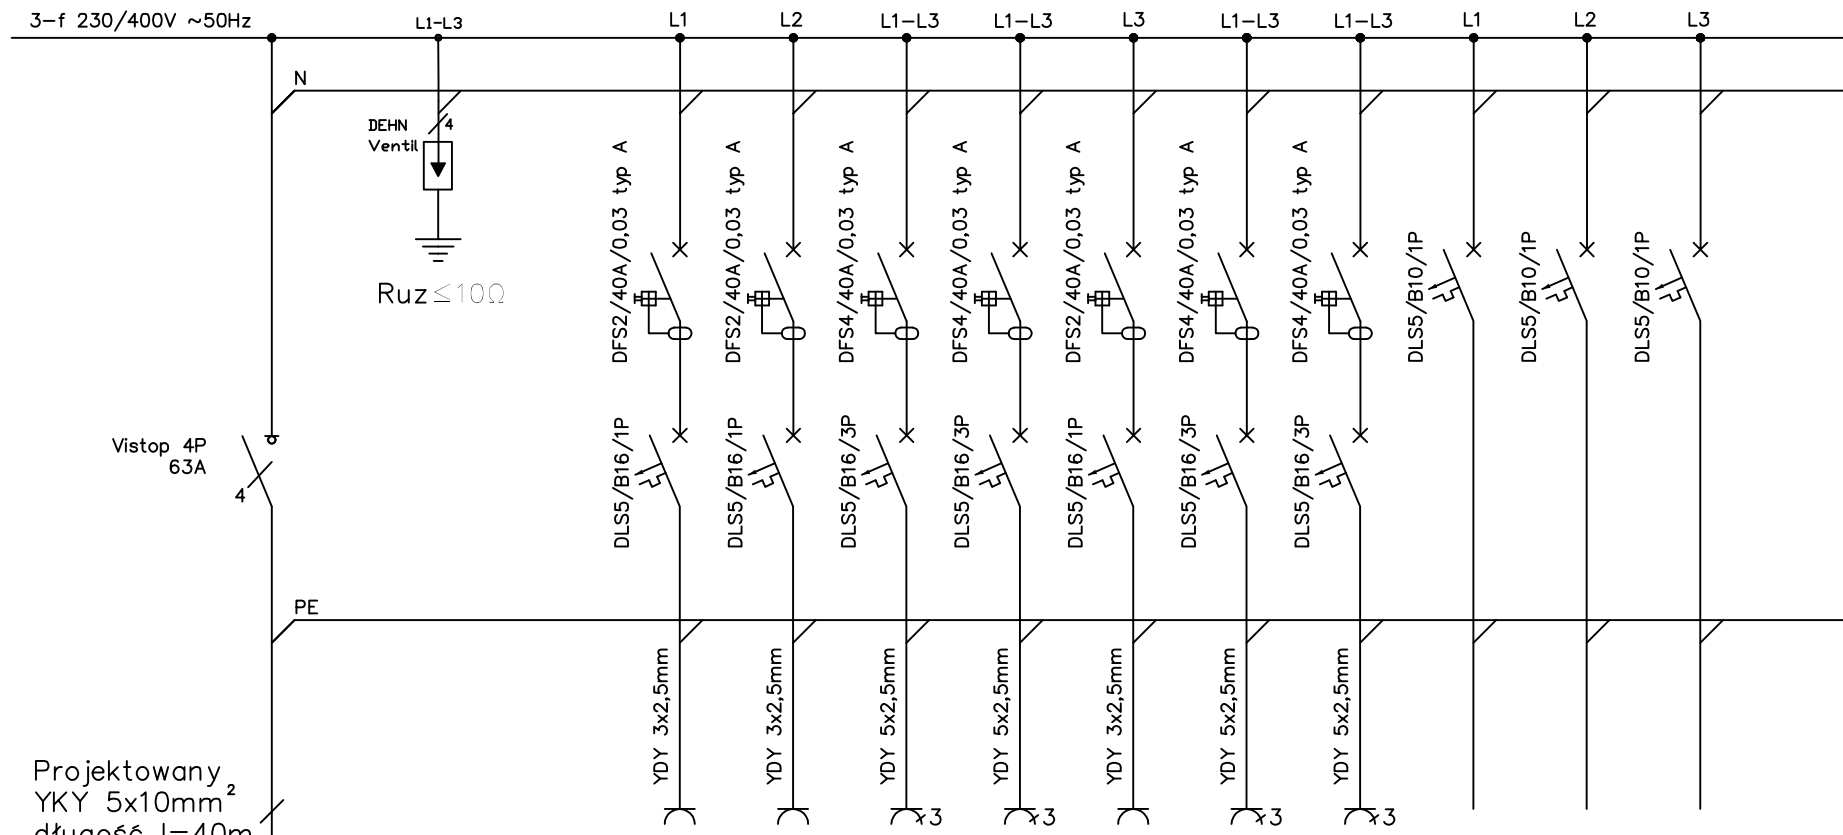 3-f 230/400V ~50Hz
L1-L3
L1
L2
L1-L3
L1-L3
L3
L1-L3
L1-L3
L1
L2
L3
N
DEHN
Ventil
4
Ruz≤10Ω
DFS2/40A/0,03 typ A
DFS2/40A/0,03 typ A
DFS4/40A/0,03 typ A
DFS4/40A/0,03 typ A
DFS2/40A/0,03 typ A
DFS4/40A/0,03 typ A
DFS4/40A/0,03 typ A
DLS5/B10/1P
DLS5/B10/1P
DLS5/B10/1P
Vistop 4P
63A
4
DLS5/B16/1P
DLS5/B16/1P
DLS5/B16/3P
DLS5/B16/3P
DLS5/B16/1P
DLS5/B16/3P
DLS5/B16/3P
PE
YDY 3x2,5mm
YDY 3x2,5mm
YDY 5x2,5mm
YDY 5x2,5mm
YDY 3x2,5mm
YDY 5x2,5mm
YDY 5x2,5mm
Projektowany
YKY 5x10mm²
długość l=40m
3
3
3
3